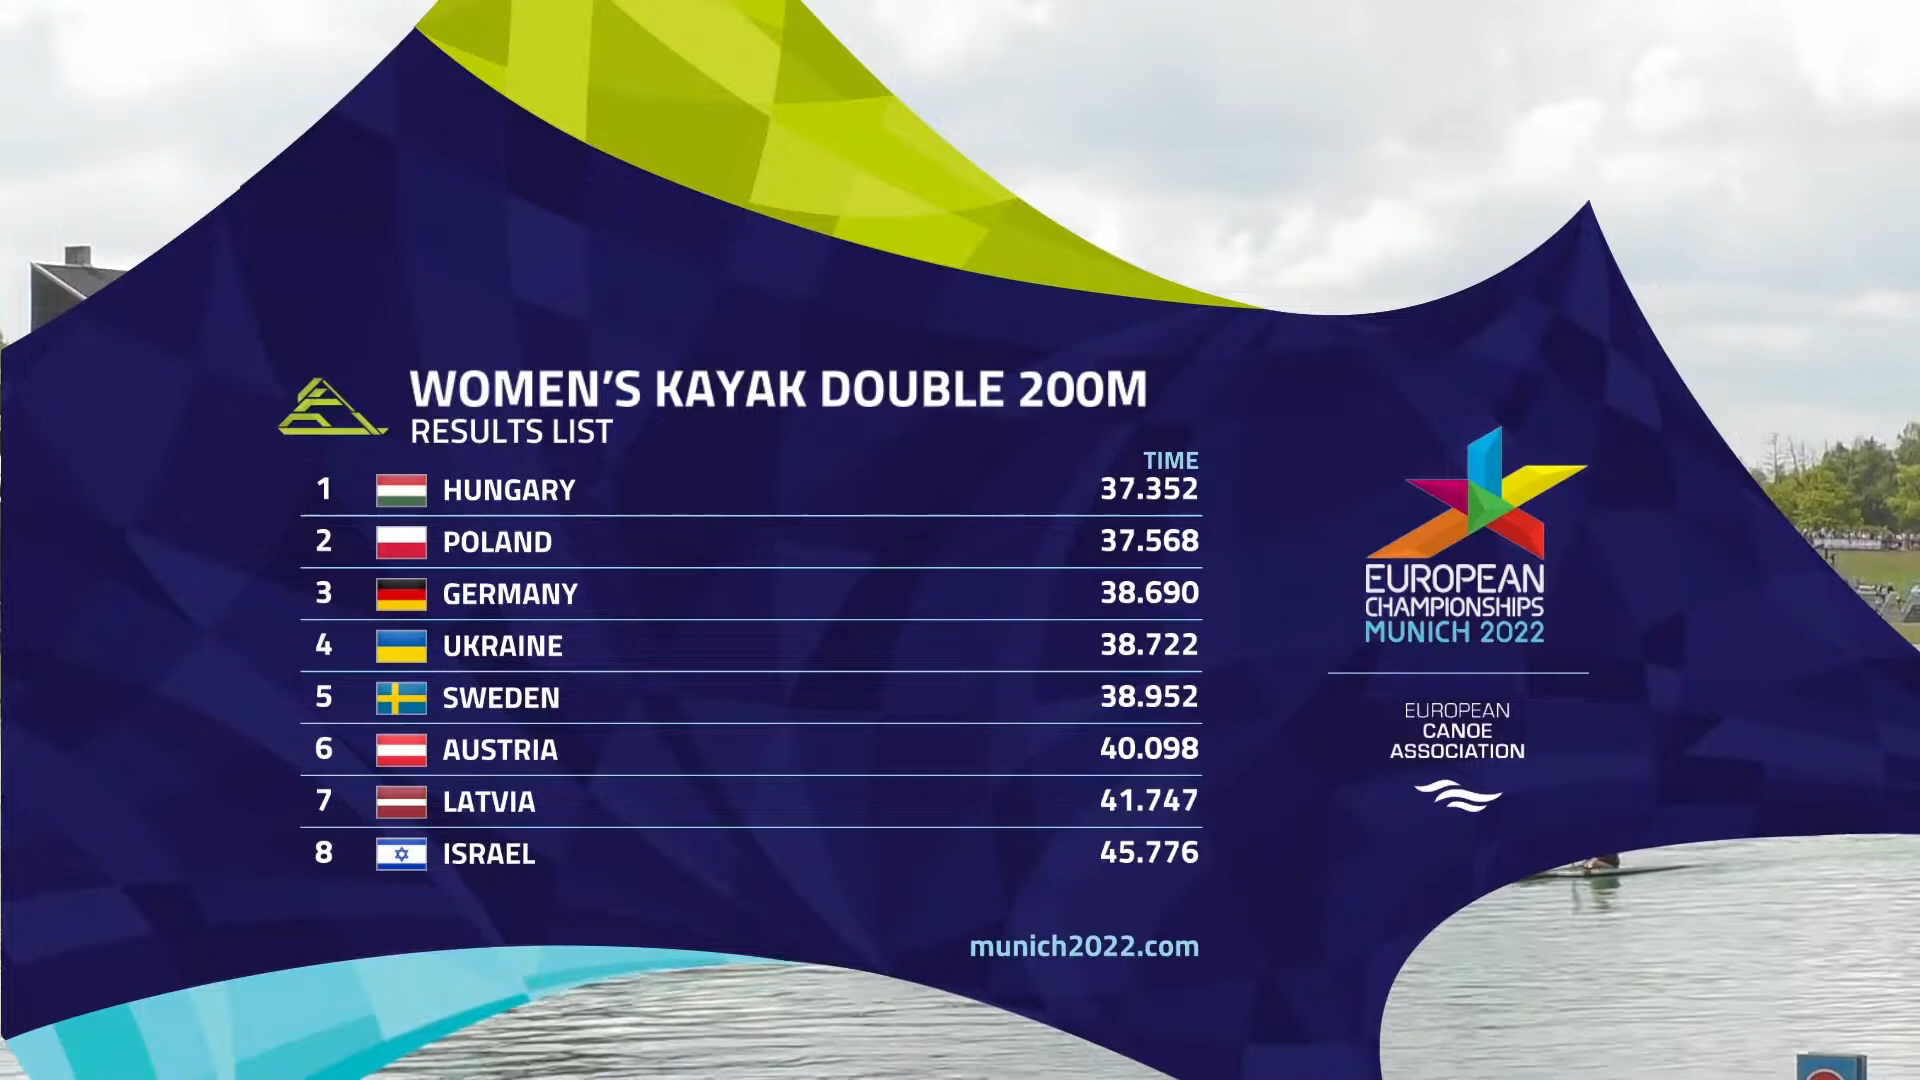 WOMEN'S KAYAK DOUBLE 200M
RESULTS LIST
TIME
1 HUNGARY 37.352
2 POLAND 37.568
3 GERMANY 38.690
4 UKRAINE 38.722
5 SWEDEN 38.952
6 AUSTRIA 40.098
7 LATVIA 41.747
8 ISRAEL 45.776
munich2022.com
EUROPEAN
CHAMPIONSHIPS
MUNICH 2022
EUROPEAN
CANOE
ASSOCIATION